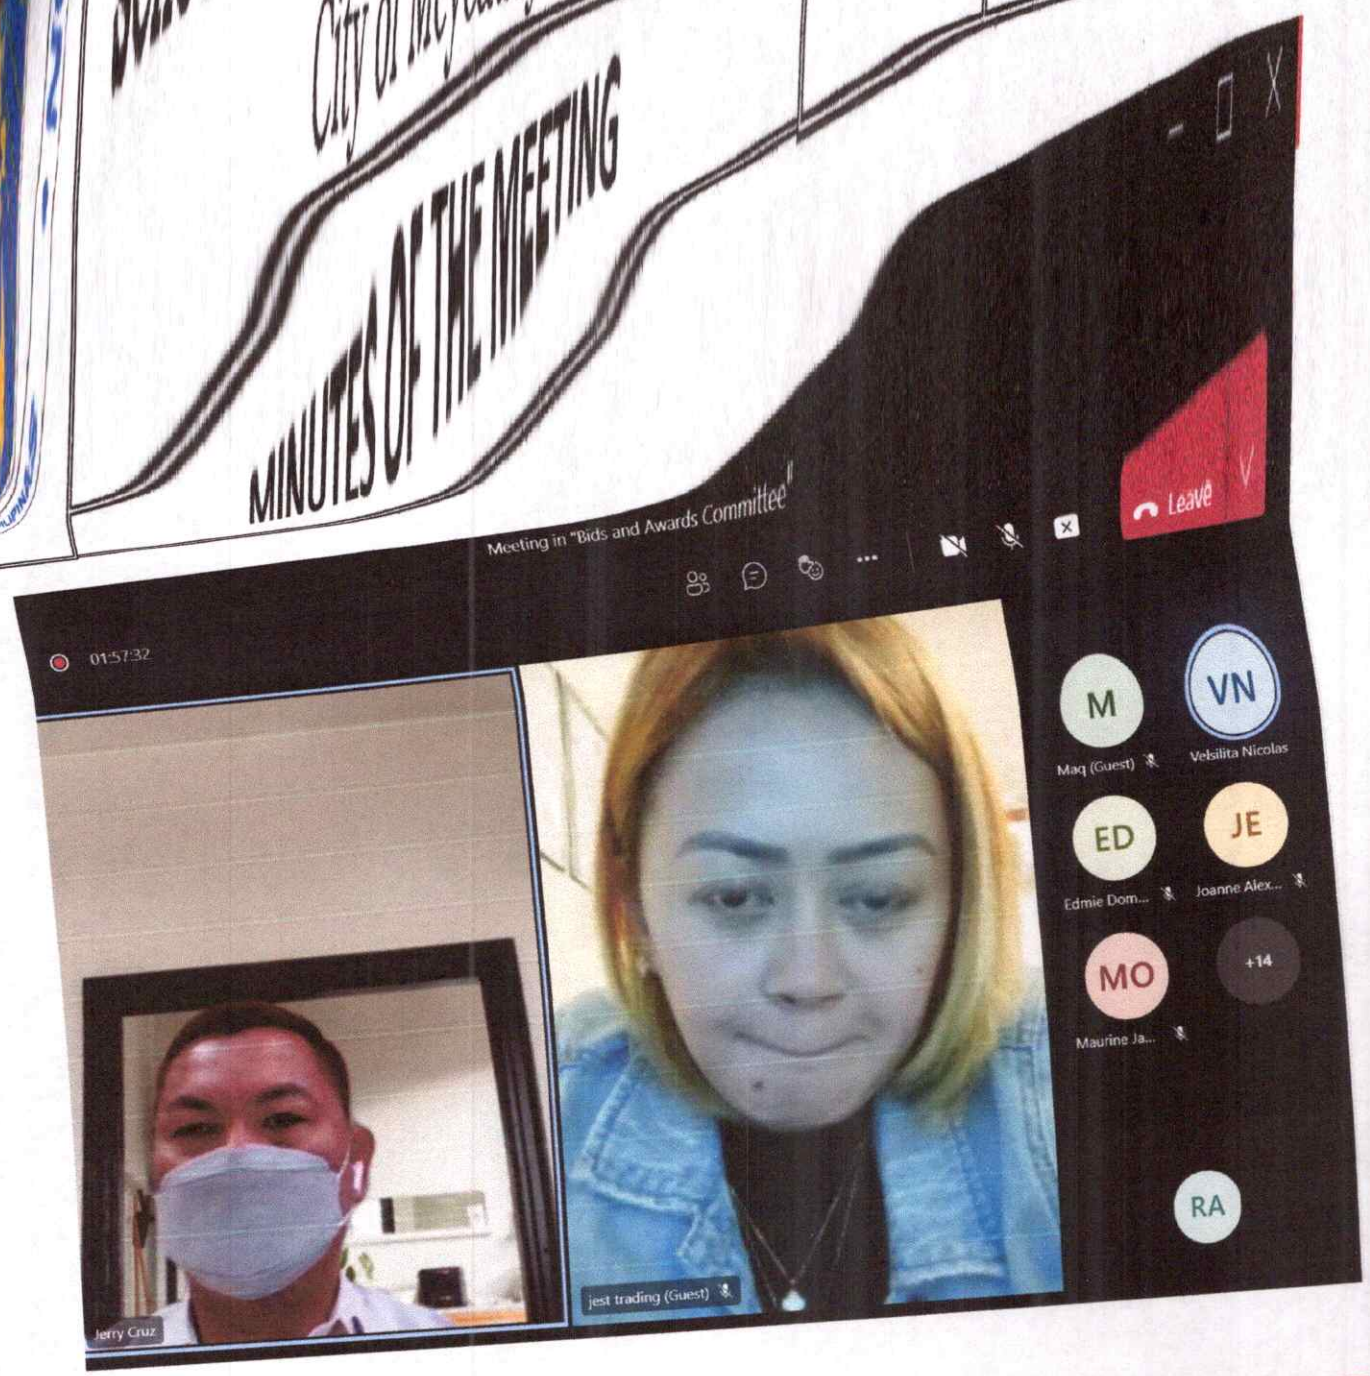 City of
MINUTES OF THE MEETING
Meeting in "Bids and Awards Committee"
Leave
01:57:32
M
VN
Maq (Guest)
Velsilita Nicolas
ED
JE
Edmie Dom...
Joanne Alex...
MO
+14
Maurine Ja...
RA
jest trading (Guest)
Jerry Cruz